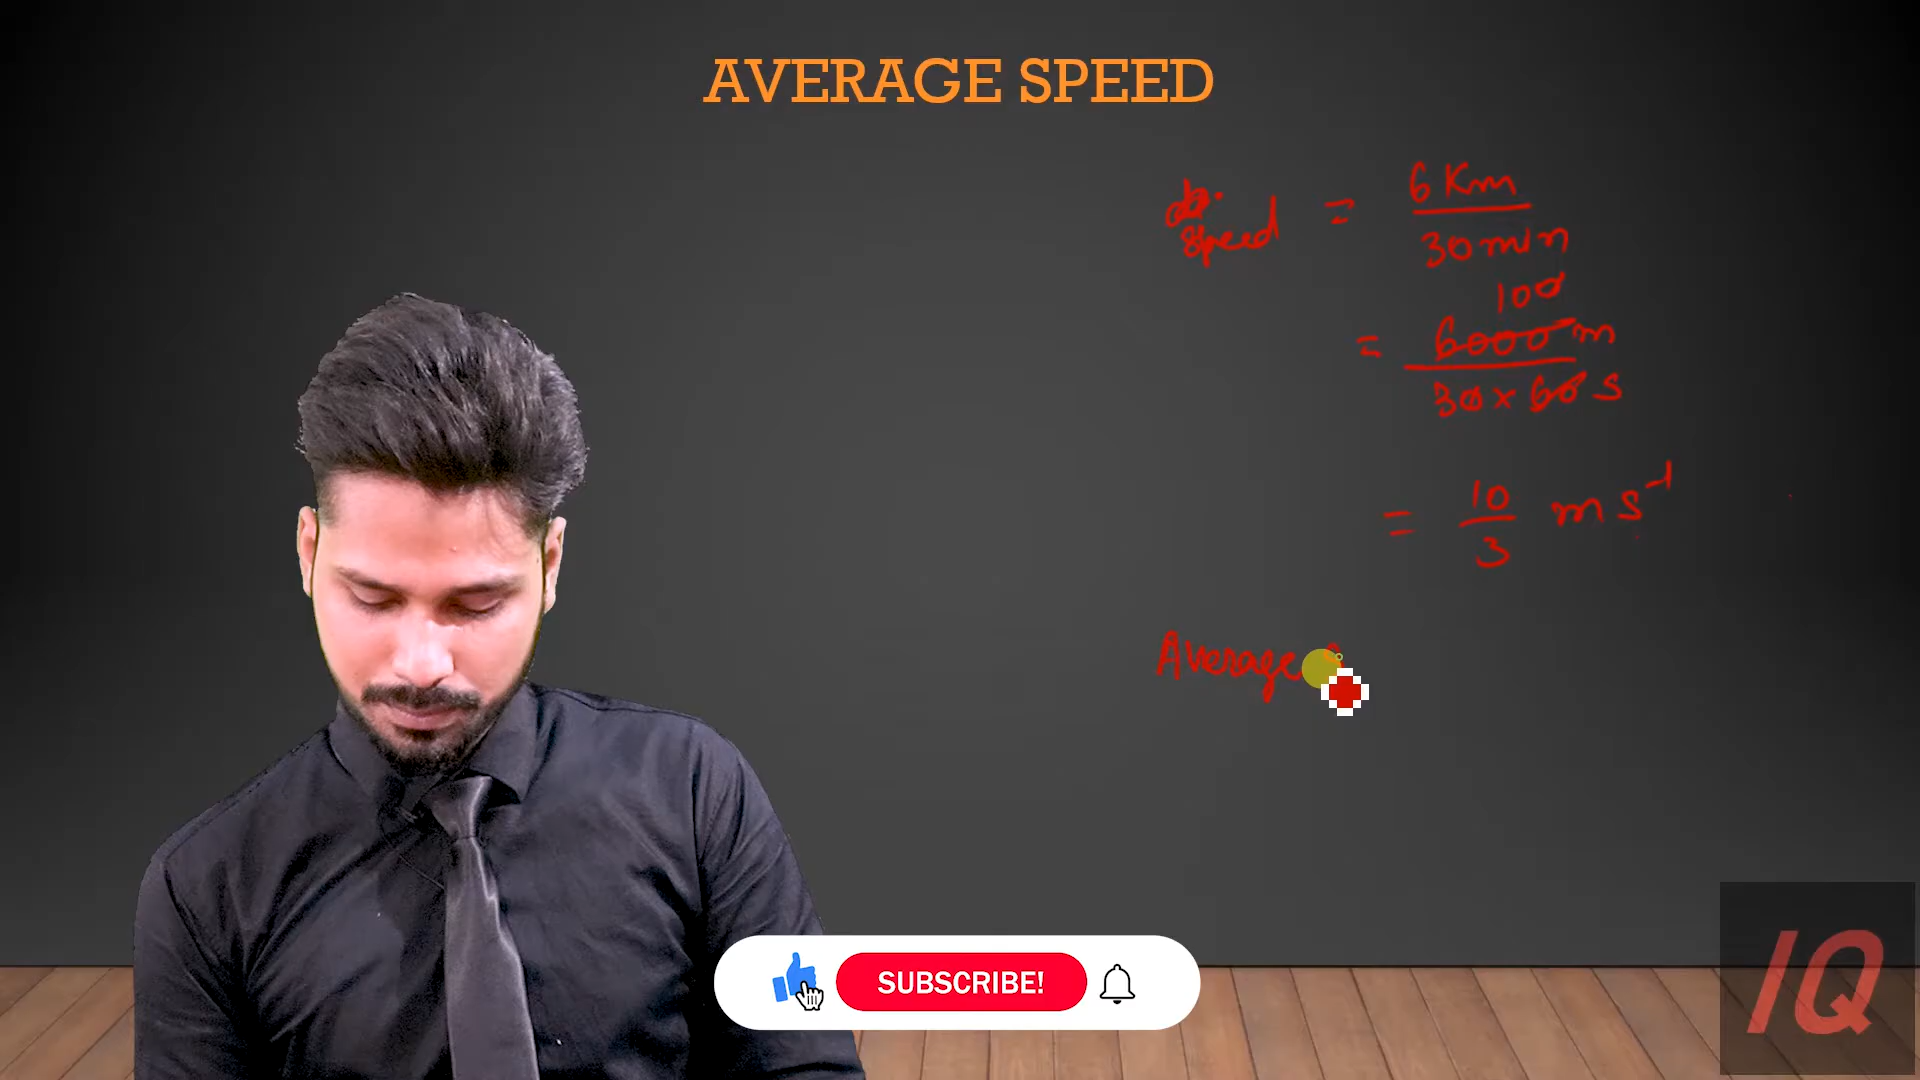 AVERAGE SPEED
Speed = 6 Km
30 min
100
= 6000 m
30 × 60 s
= 10 m s⁻¹
3
Average
SUBSCRIBE!
IQ